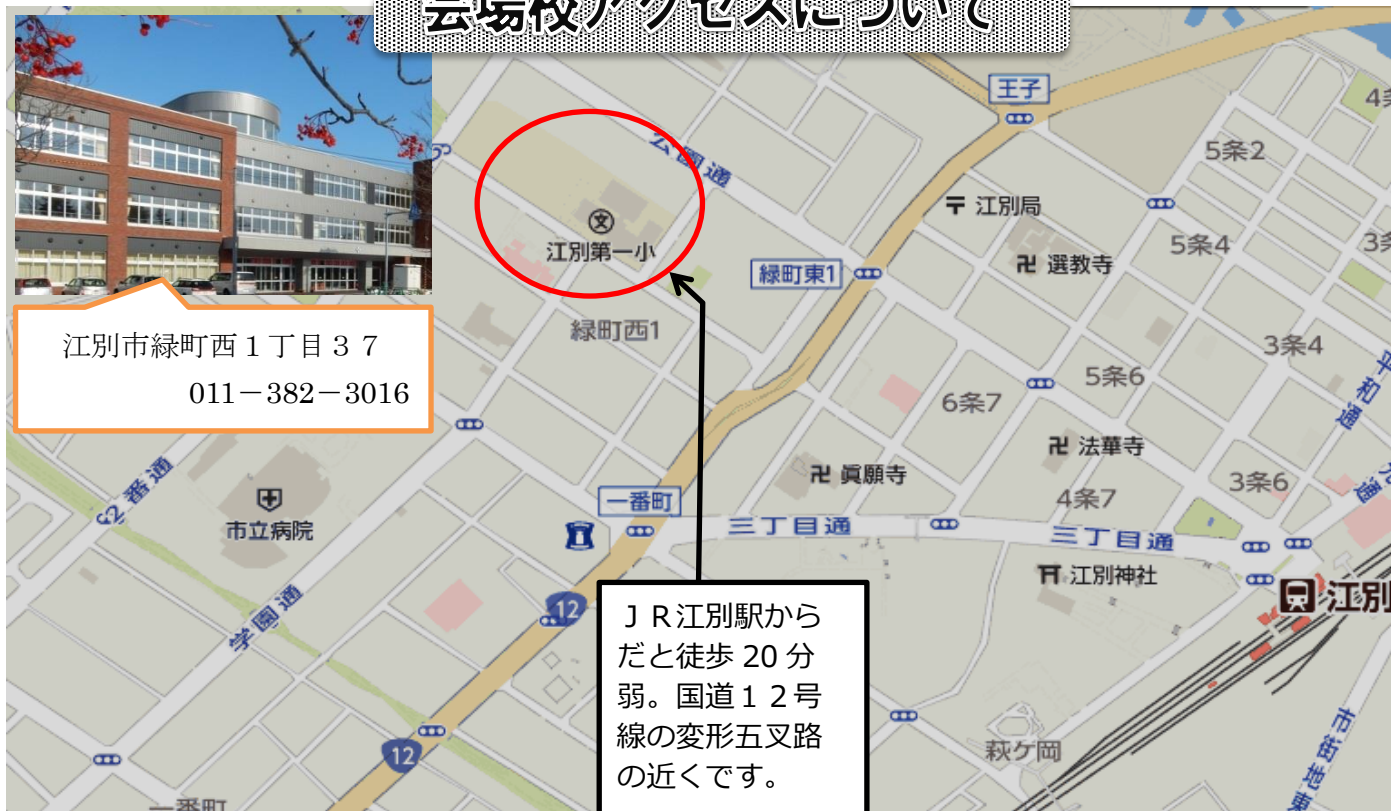 会場校アクセスについて
王子
公園通
5条2
〒 江別局
5条4
選教寺
江別第一小
緑町東1
緑町西1
江別市緑町西１丁目３７
011－382－3016
3条4
平和通
5条6
6条7
法華寺
眞願寺
3条6
4条7
2番通
市立病院
一番町
三丁目通
三丁目通
江別神社
江別
12
学園通
ＪＲ江別駅から
だと徒歩 20 分
弱。国道１２号
線の変形五叉路
の近くです。
12
萩ケ岡
一番町